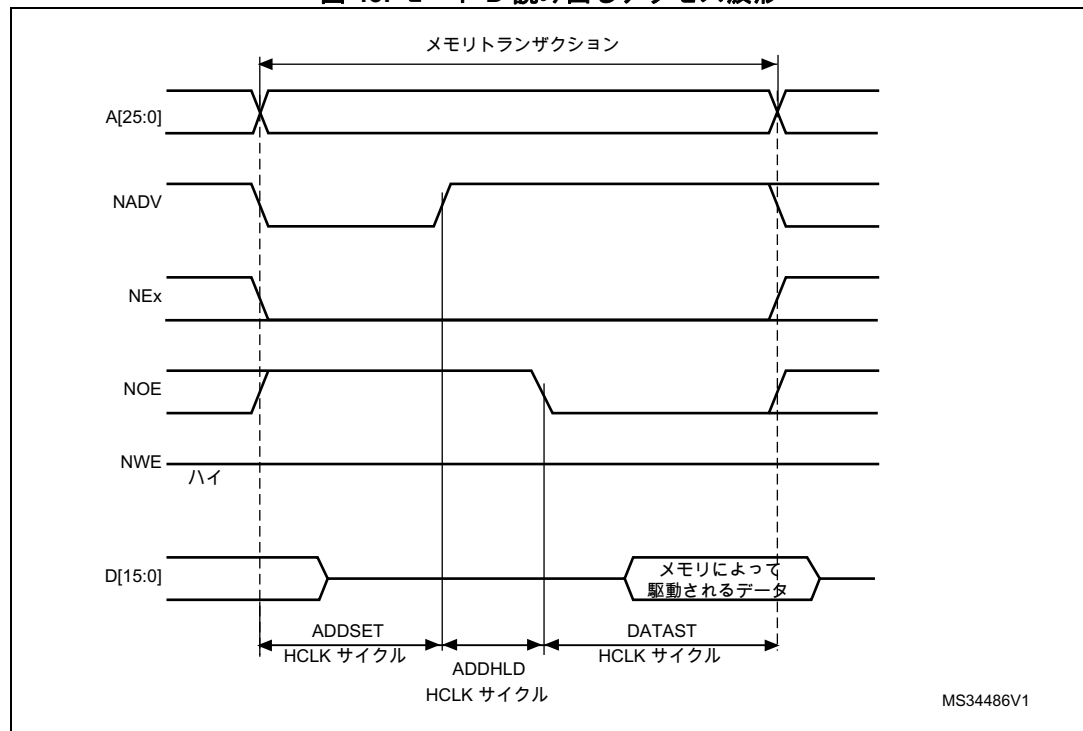 メモリトランザクション
A[25:0]
NADV
NEx
NOE
NWE
ハイ
D[15:0]
メモリによって
駆動されるデータ
ADDSET
HCLK サイクル
ADDHLD
HCLK サイクル
DATAST
HCLK サイクル
MS34486V1